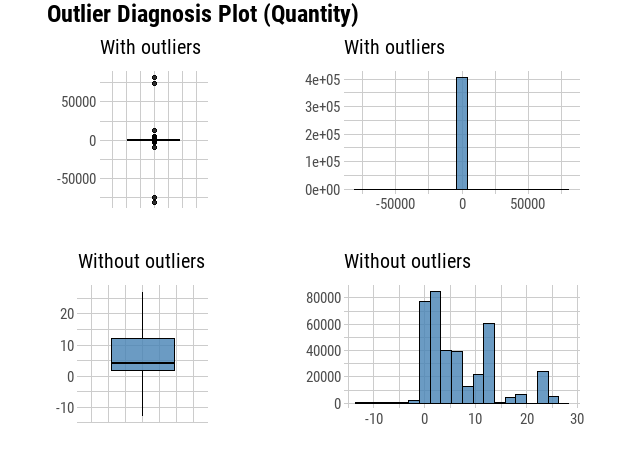 Outlier Diagnosis Plot (Quantity)
With outliers
With outliers
50000
0
-50000
4e+05
3e+05
2e+05
1e+05
0e+00
-50000 0 50000
Without outliers
Without outliers
20
10
0
-10
80000
60000
40000
20000
0
-10 0 10 20 30